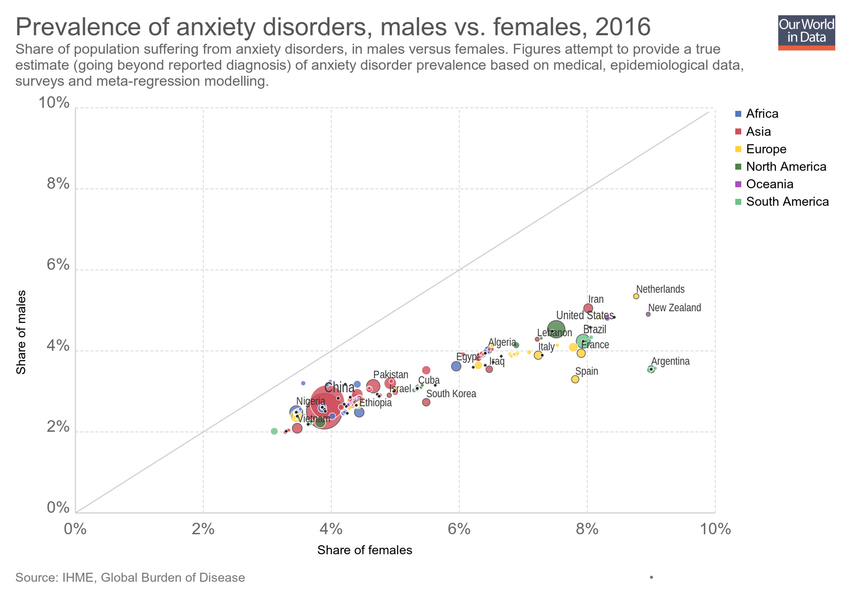 Prevalence of anxiety disorders, males vs. females, 2016
Our World
in Data
Share of population suffering from anxiety disorders, in males versus females. Figures attempt to provide a true
estimate (going beyond reported diagnosis) of anxiety disorder prevalence based on medical, epidemiological data,
surveys and meta-regression modelling.
10%
8%
6%
4%
2%
0%
Share of males
Africa
Asia
Europe
North America
Oceania
South America
Netherlands
Iran
New Zealand
United States
Brazil
Lebanon
Algeria
Italy
France
Egypt
Iraq
Argentina
Spain
Pakistan
Cuba
China
Israel
South Korea
Nigeria
Ethiopia
Vietnam
0%
2%
4%
6%
8%
10%
Share of females
Source: IHME, Global Burden of Disease